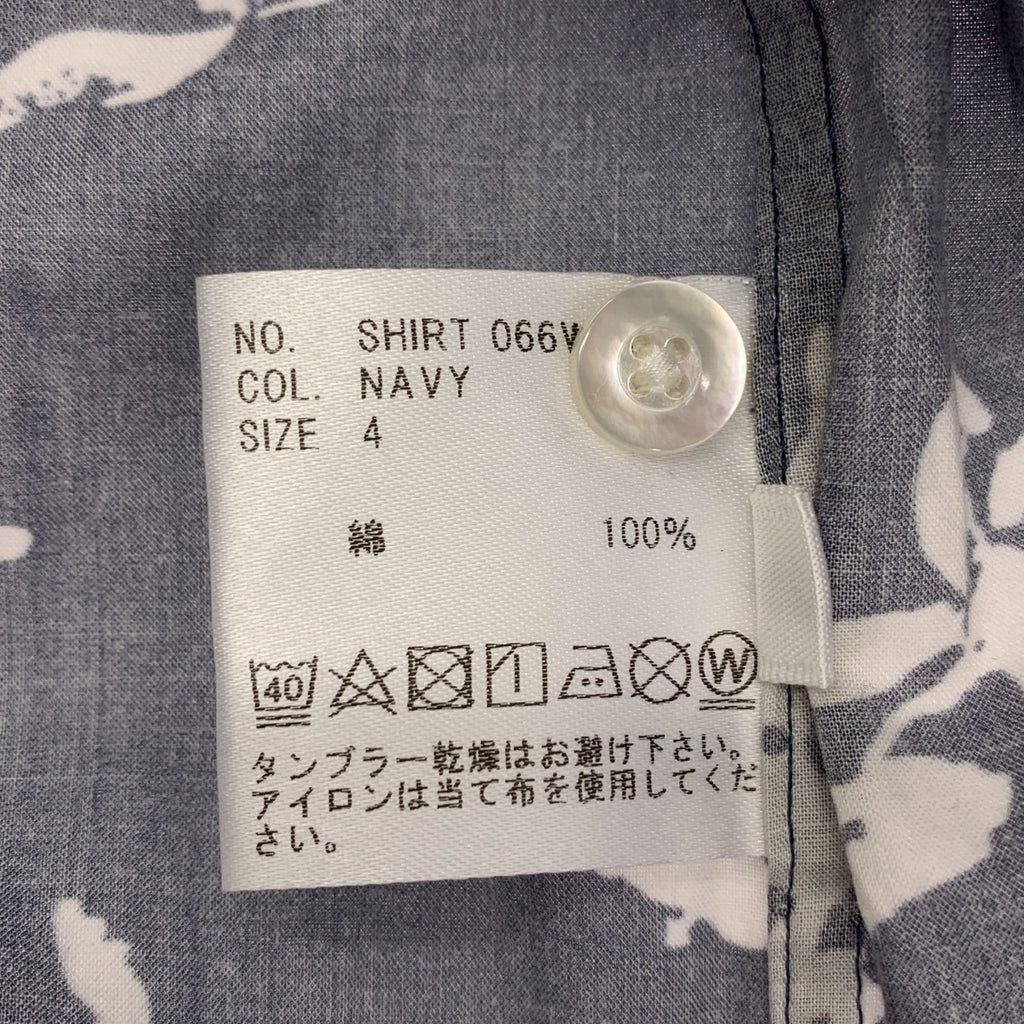 NO. SHIRT 066W
COL. NAVY
SIZE 4
綿 100%
40 W
タンブラー乾燥はお避け下さい。
アイロンは当て布を使用してくだ
さい。